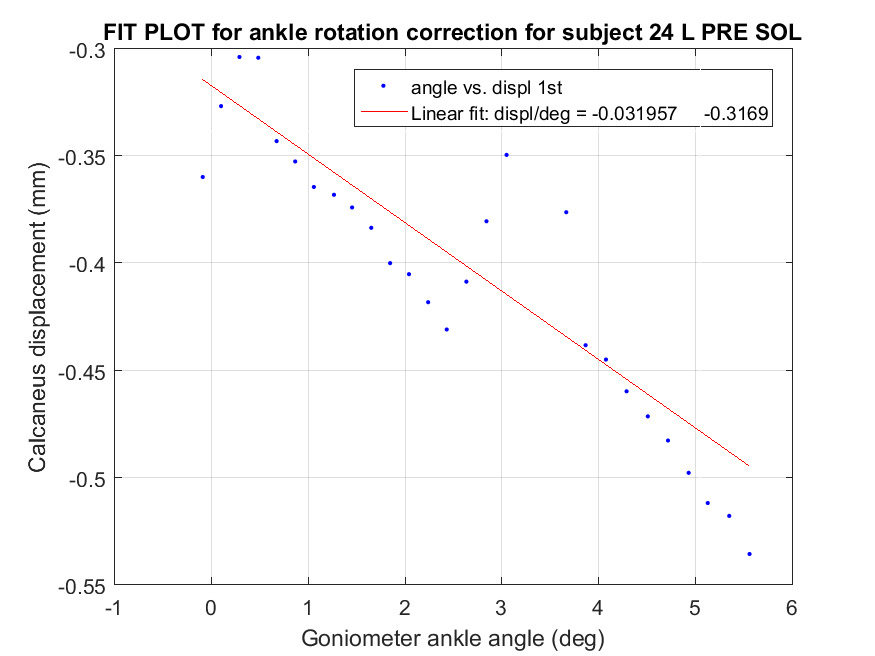 FIT PLOT for ankle rotation correction for subject 24 L PRE SOL
-0.3
angle vs. displ 1st
Linear fit: displ/deg = -0.031957 -0.3169
-0.35
-0.4
-0.45
-0.5
-0.55
Calcaneus displacement (mm)
-1 0 1 2 3 4 5 6
Goniometer ankle angle (deg)